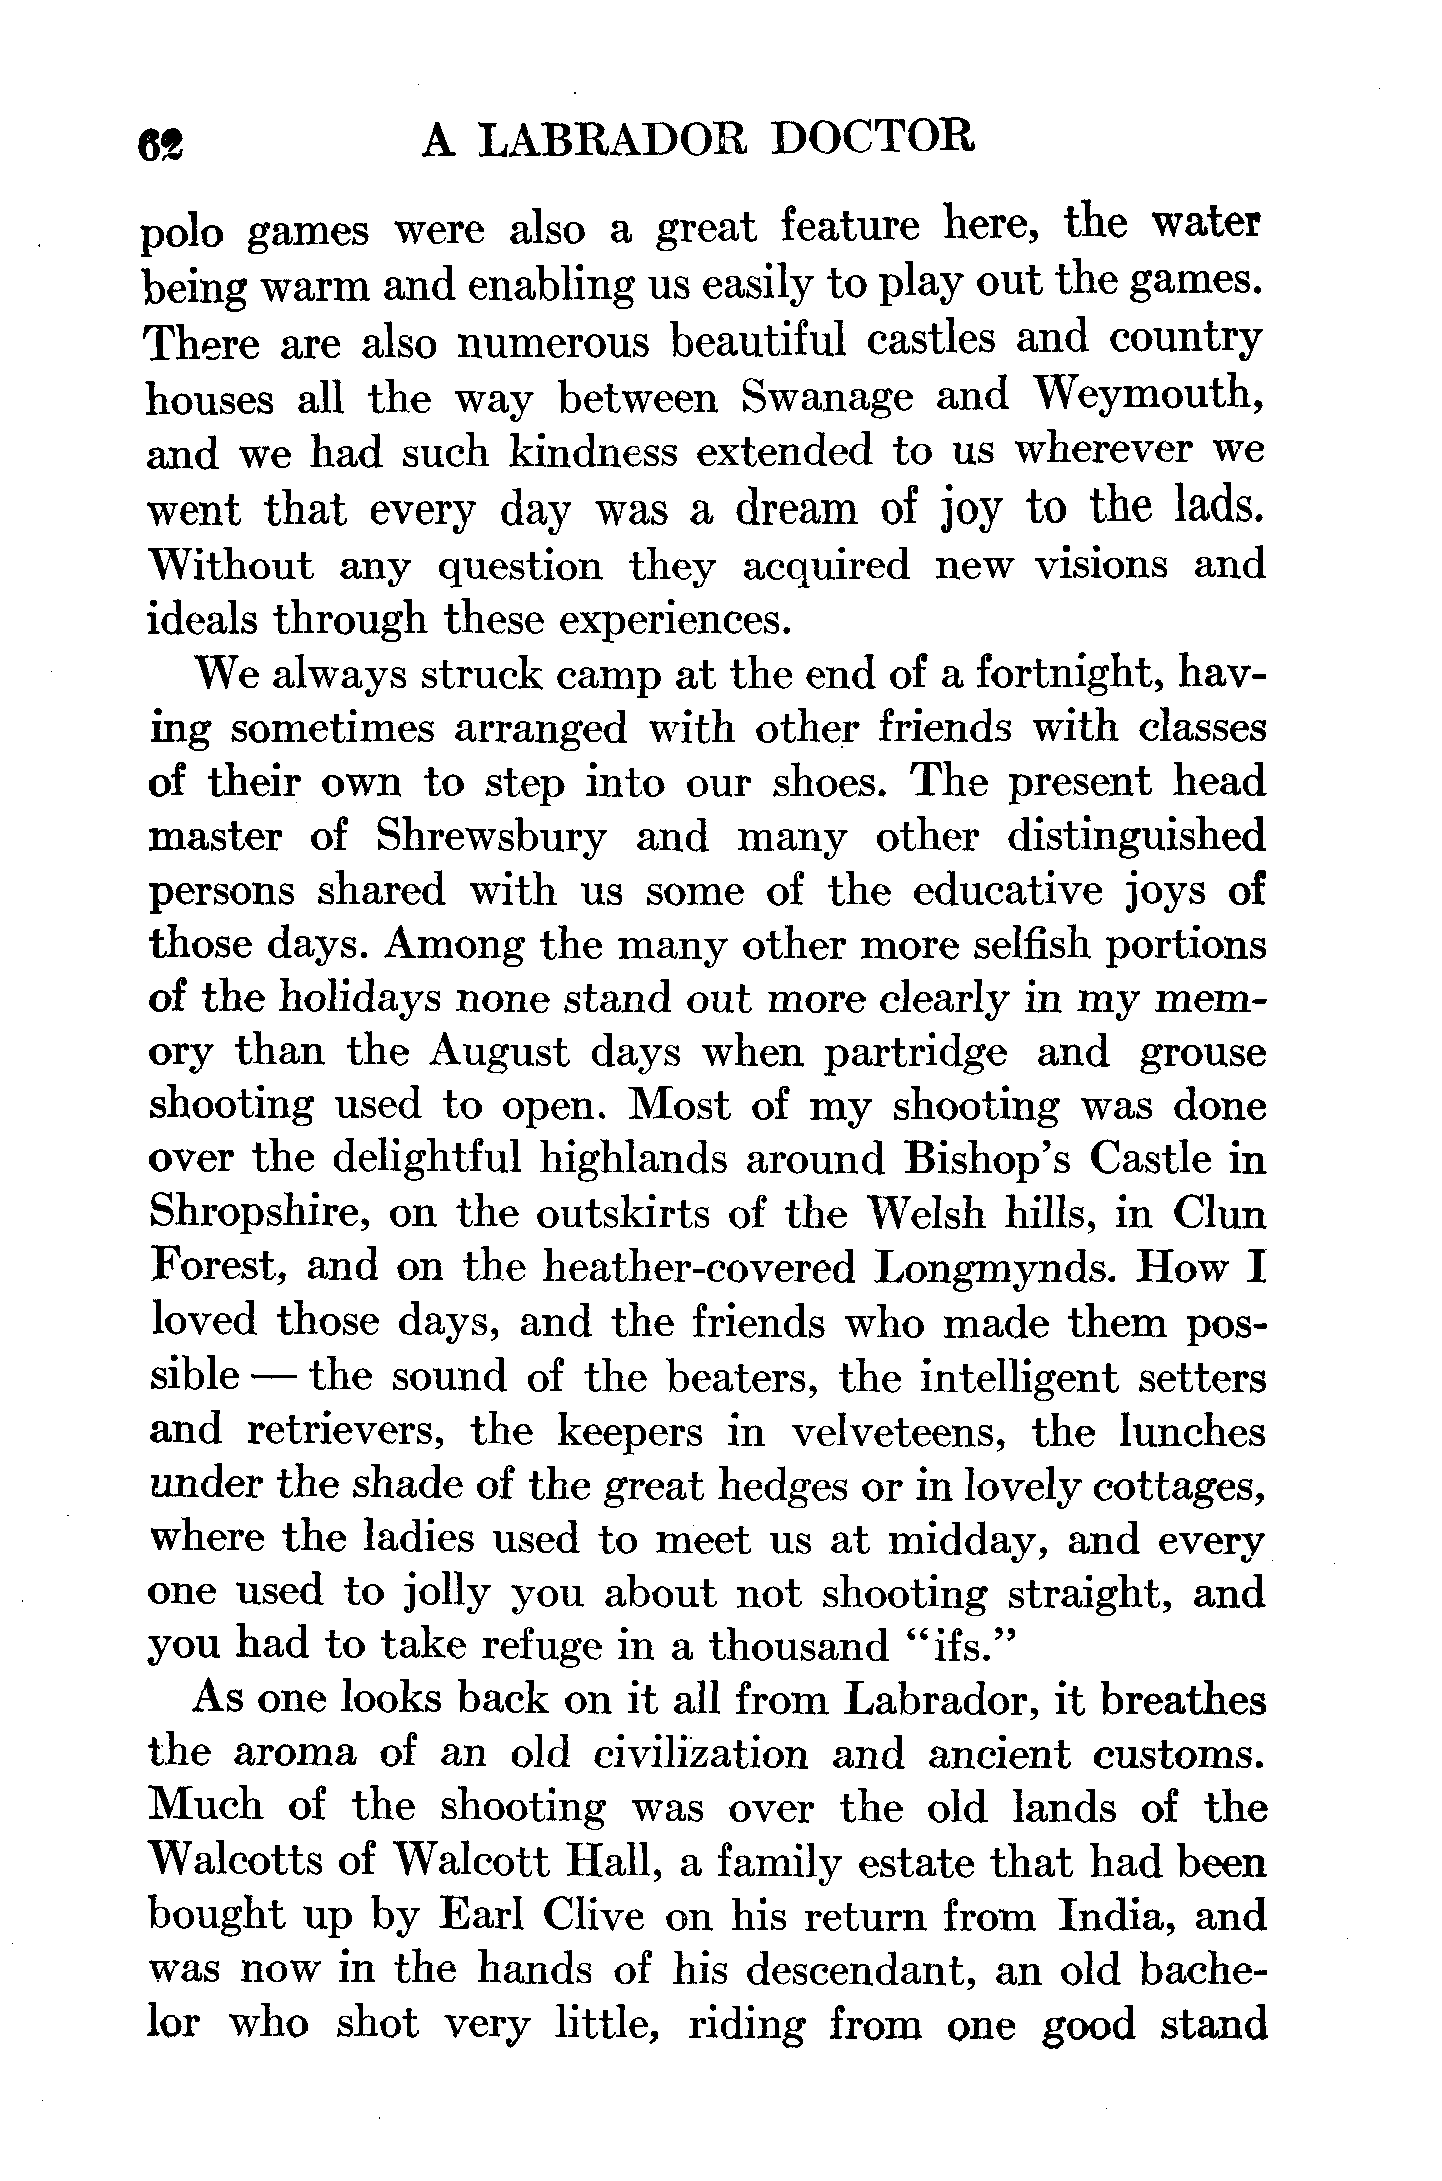 62 A LABRADOR DOCTOR
polo games were also a great feature here, the water
being warm and enabling us easily to play out the games.
There are also numerous beautiful castles and country
houses all the way between Swanage and Weymouth,
and we had such kindness extended to us wherever we
went that every day was a dream of joy to the lads.
Without any question they acquired new visions and
ideals through these experiences.
We always struck camp at the end of a fortnight, hav-
ing sometimes arranged with other friends with classes
of their own to step into our shoes. The present head
master of Shrewsbury and many other distinguished
persons shared with us some of the educative joys of
those days. Among the many other more selfish portions
of the holidays none stand out more clearly in my mem-
ory than the August days when partridge and grouse
shooting used to open. Most of my shooting was done
over the delightful highlands around Bishop's Castle in
Shropshire, on the outskirts of the Welsh hills, in Clun
Forest, and on the heather-covered Longmynds. How I
loved those days, and the friends who made them pos-
sible — the sound of the beaters, the intelligent setters
and retrievers, the keepers in velveteens, the lunches
under the shade of the great hedges or in lovely cottages,
where the ladies used to meet us at midday, and every
one used to jolly you about not shooting straight, and
you had to take refuge in a thousand “ifs.”
As one looks back on it all from Labrador, it breathes
the aroma of an old civilization and ancient customs.
Much of the shooting was over the old lands of the
Walcotts of Walcott Hall, a family estate that had been
bought up by Earl Clive on his return from India, and
was now in the hands of his descendant, an old bache-
lor who shot very little, riding from one good stand